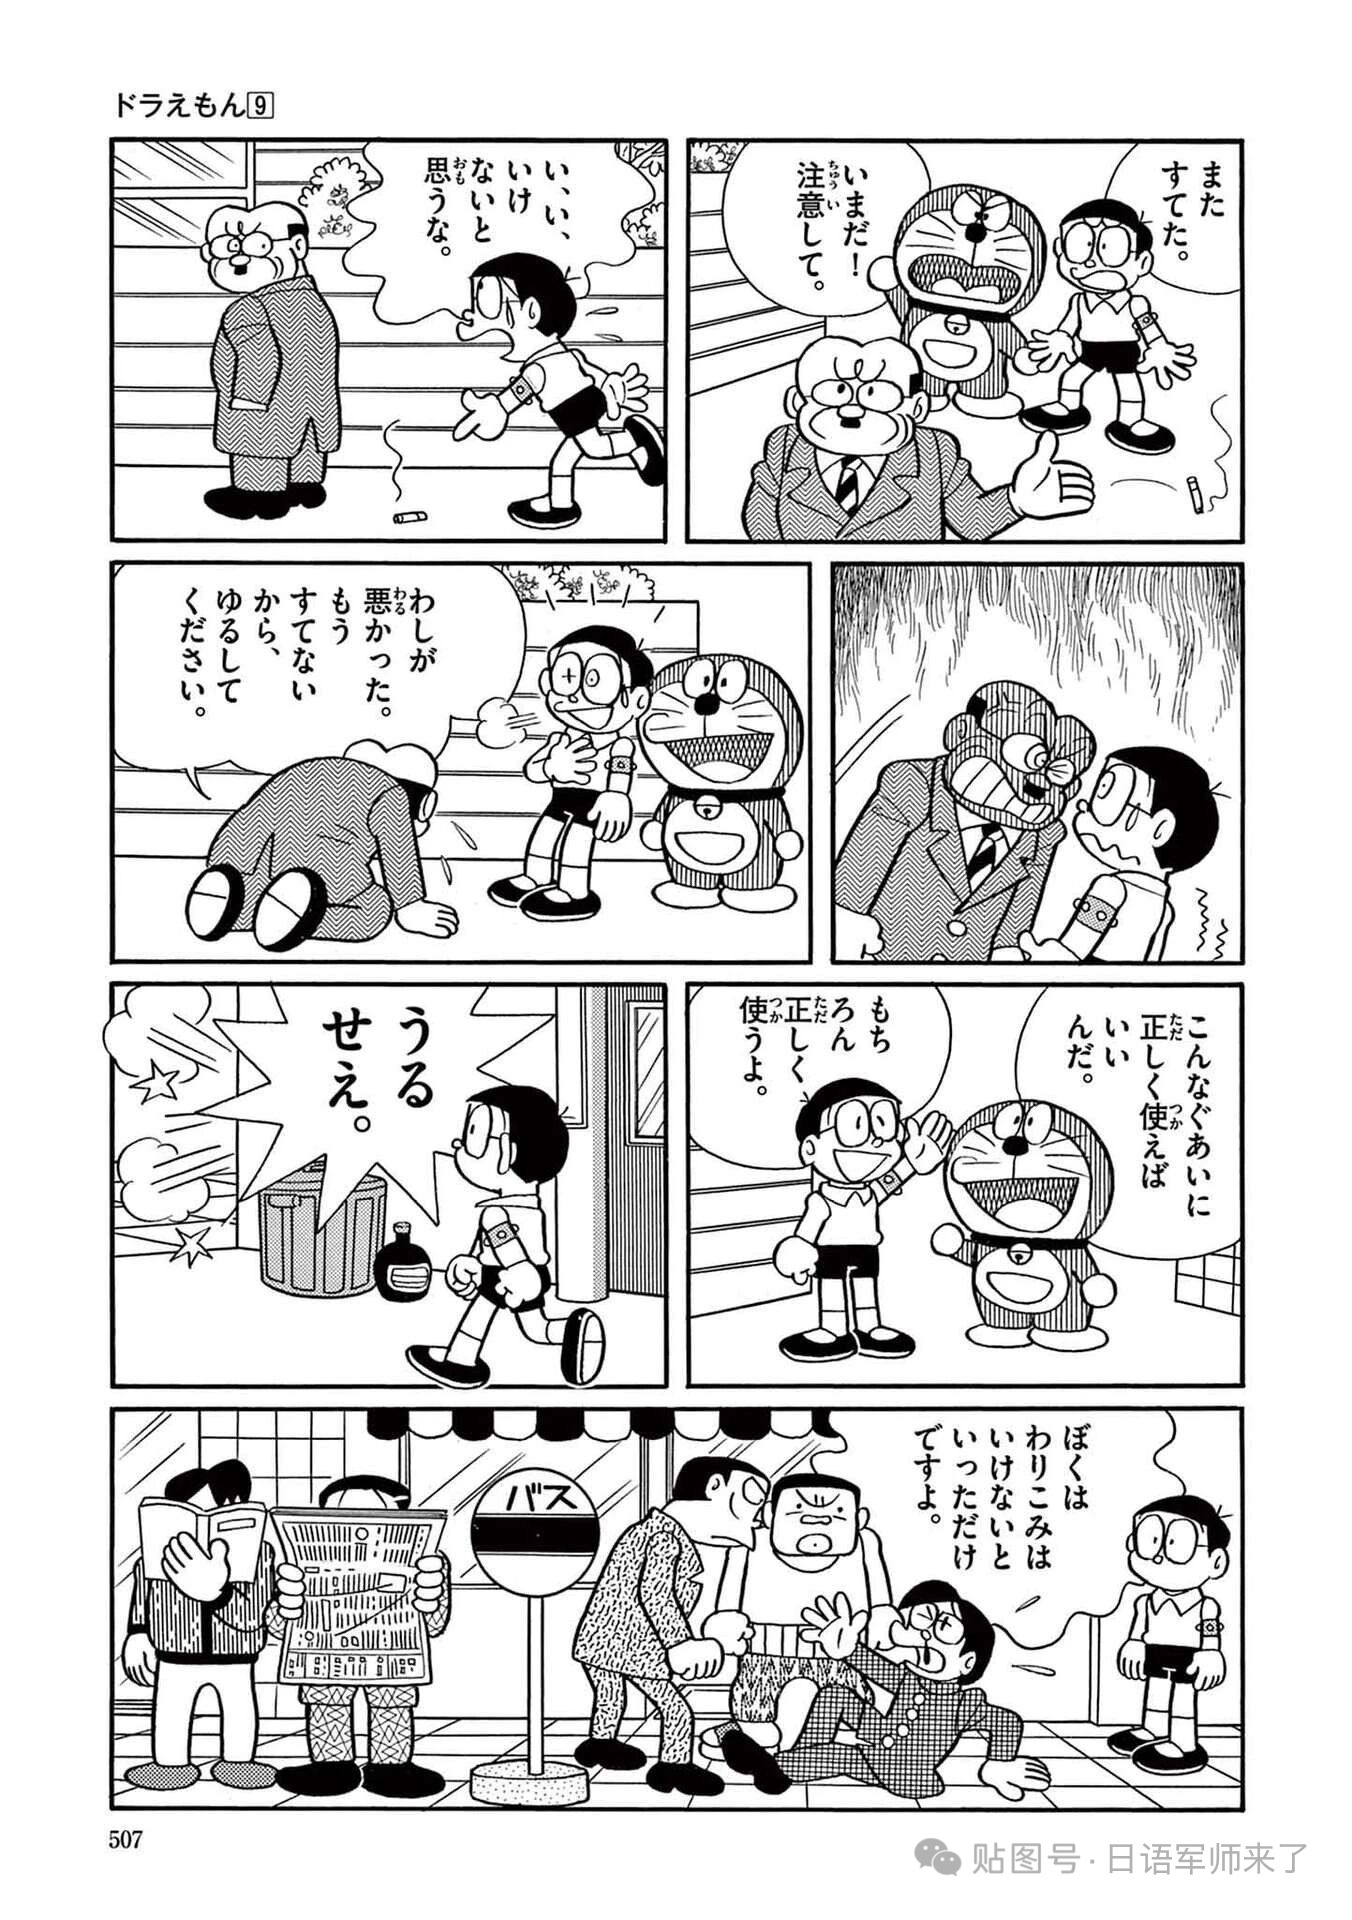 ドラえもん9
また
すてた。
いまだ！
注意して。
い、い、
いけ
ないと
思うな。
わしが
悪かった。
もう
すてない
から、
ゆるして
ください。
こんなぐあいに
正しく使えば
いい
んだ。
もち
ろん
正しく
使うよ。
うる
せえ。
ぼくは
わりこみは
いけないと
いっただけ
ですよ。
バス
507
貼图号·日语军师来了